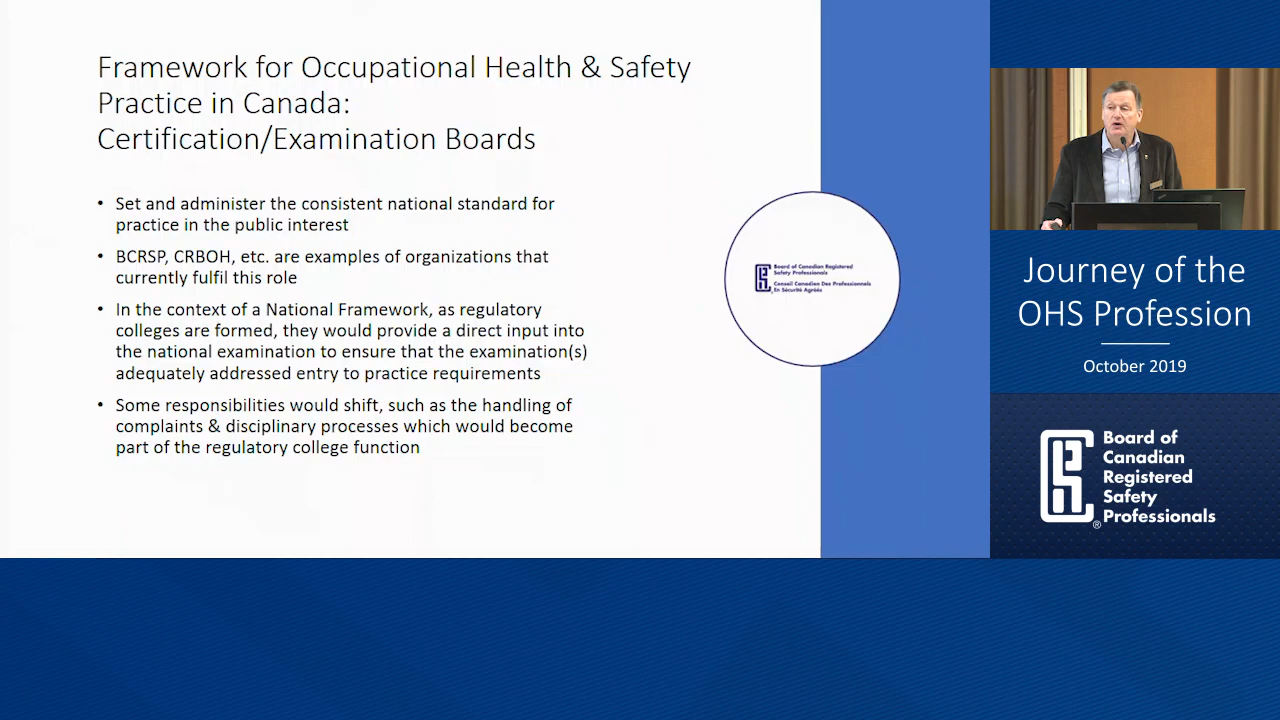 Framework for Occupational Health & Safety
Practice in Canada:
Certification/Examination Boards
• Set and administer the consistent national standard for
practice in the public interest
• BCRSP, CRBOH, etc. are examples of organizations that
currently fulfil this role
• In the context of a National Framework, as regulatory
colleges are formed, they would provide a direct input into
the national examination to ensure that the examination(s)
adequately addressed entry to practice requirements
• Some responsibilities would shift, such as the handling of
complaints & disciplinary processes which would become
part of the regulatory college function
Board of Canadian Registered
Safety Professionals
Conseil Canadien Des Professionnels
En Sécurité Agréés
Journey of the
OHS Profession
October 2019
Board of
Canadian
Registered
Safety
Professionals
®